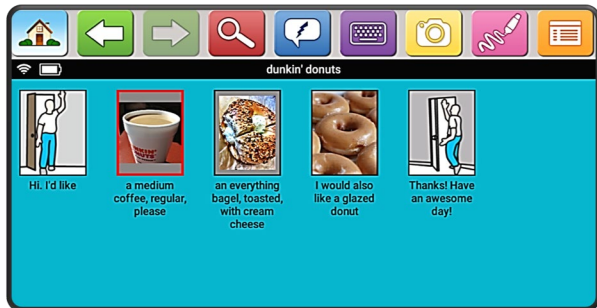 dunkin' donuts
Hi. I'd like
a medium
coffee, regular,
please
an everything
bagel, toasted,
with cream
cheese
I would also
like a glazed
donut
Thanks! Have
an awesome
day!